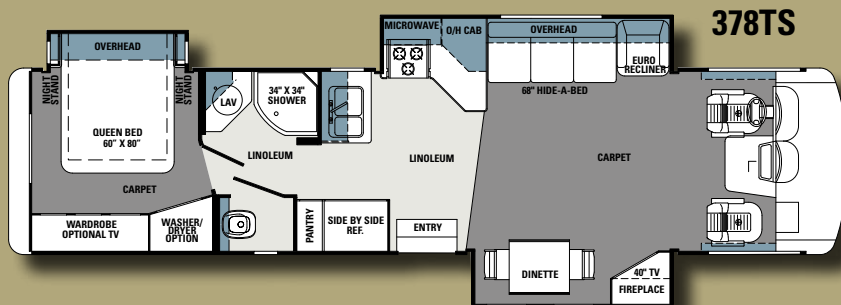 378TS
OVERHEAD
NIGHT
STAND
NIGHT
STAND
QUEEN BED
60" X 80"
CARPET
WARDROBE
OPTIONAL TV
WASHER/
DRYER
OPTION
LAV
34" X 34"
SHOWER
LINOLEUM
PANTRY
SIDE BY SIDE
REF.
MICROWAVE
O/H CAB
LINOLEUM
ENTRY
OVERHEAD
EURO
RECLINER
68" HIDE-A-BED
CARPET
DINETTE
40" TV
FIREPLACE